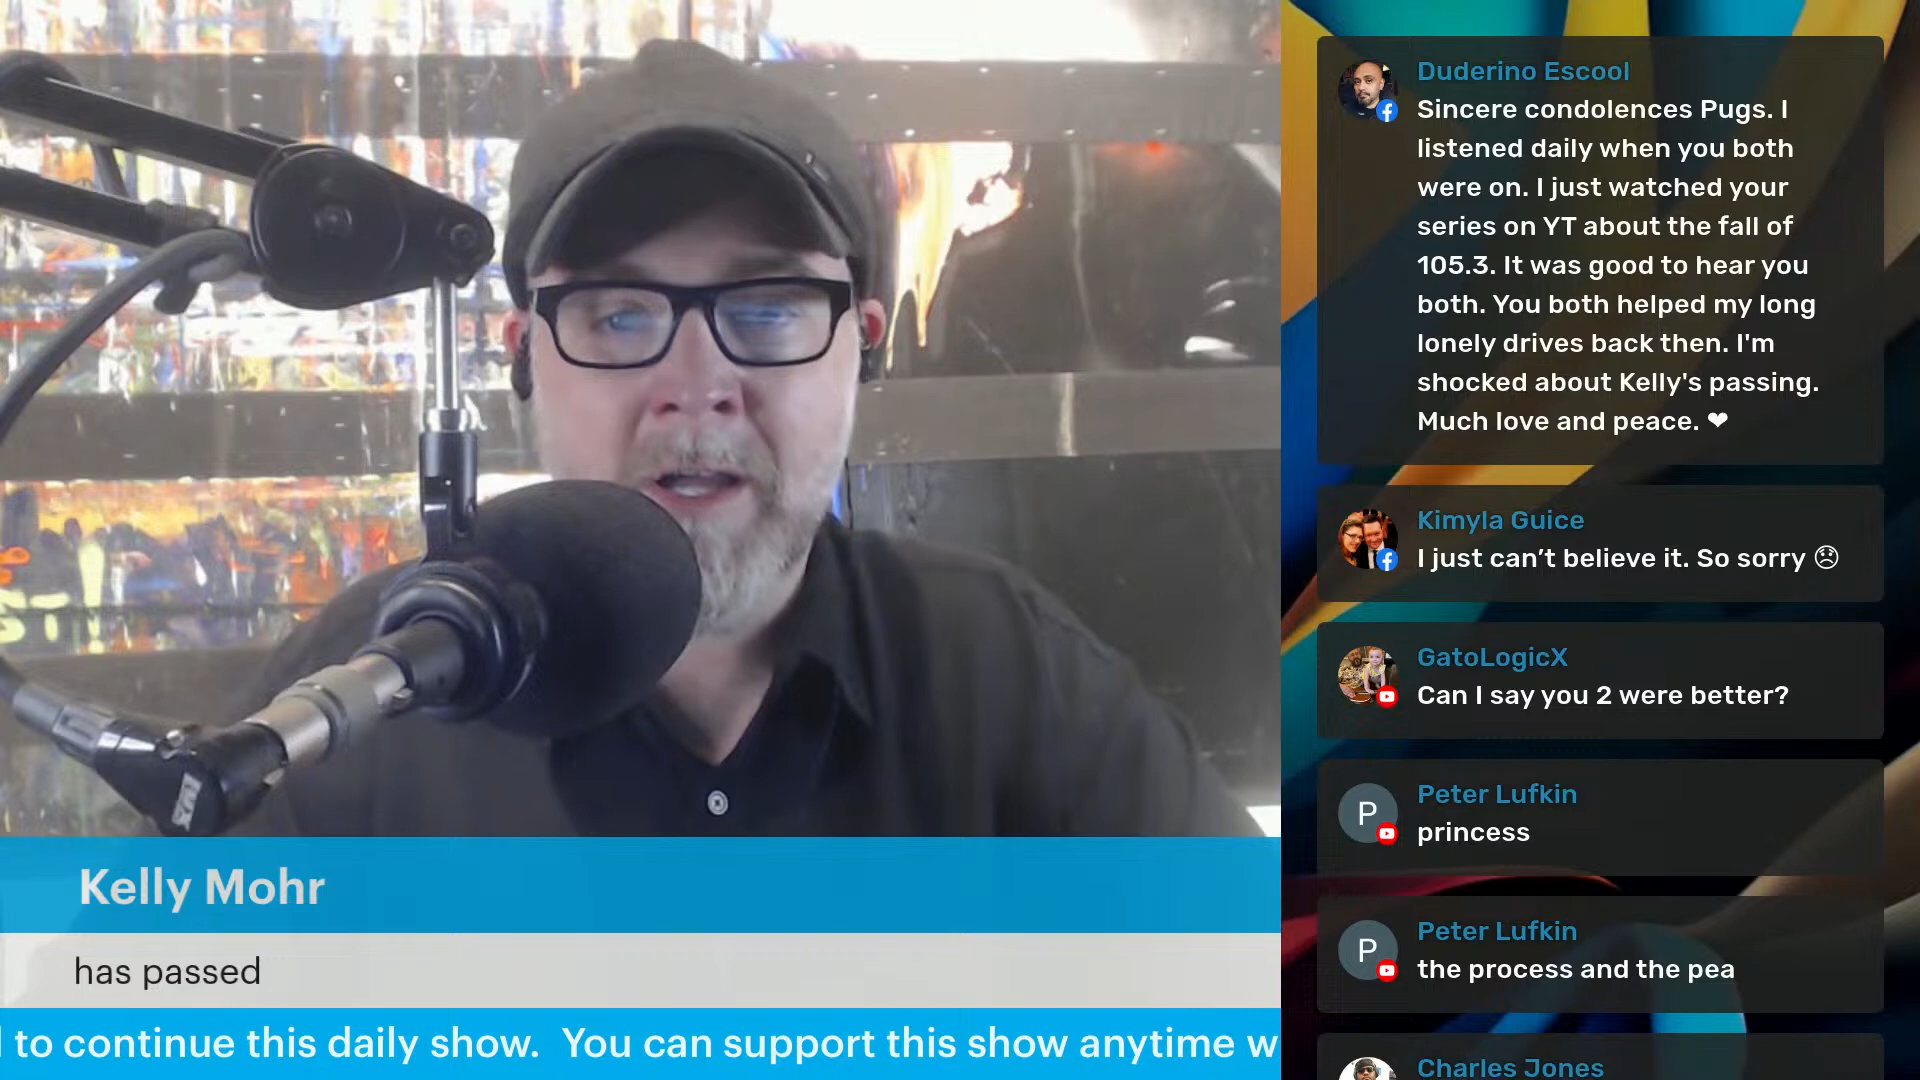 Kelly Mohr
has passed
to continue this daily show. You can support this show anytime w
Duderino Escool
Sincere condolences Pugs. I
listened daily when you both
were on. I just watched your
series on YT about the fall of
105.3. It was good to hear you
both. You both helped my long
lonely drives back then. I'm
shocked about Kelly's passing.
Much love and peace. ❤
Kimyla Guice
I just can’t believe it. So sorry 😞
GatoLogicX
Can I say you 2 were better?
P
Peter Lufkin
princess
P
Peter Lufkin
the process and the pea
Charles Jones